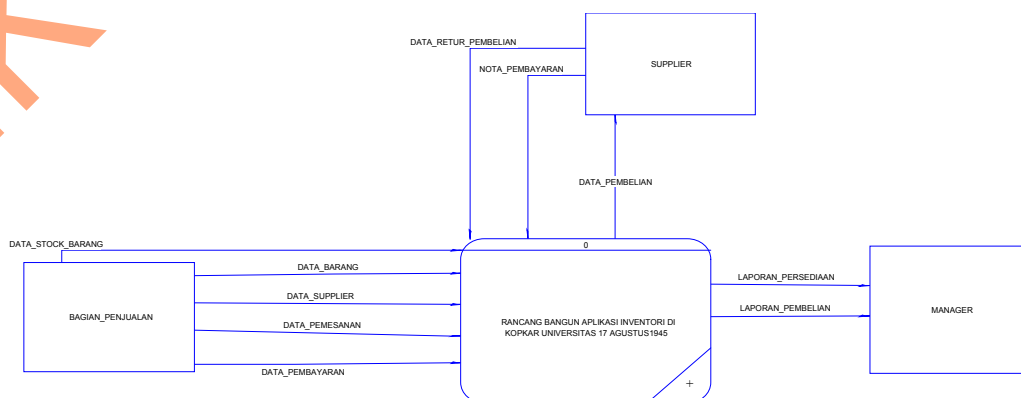 DATA_RETUR_PEMBELIAN
SUPPLIER
NOTA_PEMBAYARAN
DATA_PEMBELIAN
DATA_STOCK_BARANG
0
DATA_BARANG
LAPORAN_PERSEDIAAN
DATA_SUPPLIER
LAPORAN_PEMBELIAN
MANAGER
BAGIAN_PENJUALAN
DATA_PEMESANAN
RANCANG BANGUN APLIKASI INVENTORI DI
KOPKAR UNIVERSITAS 17 AGUSTUS1945
DATA_PEMBAYARAN
+